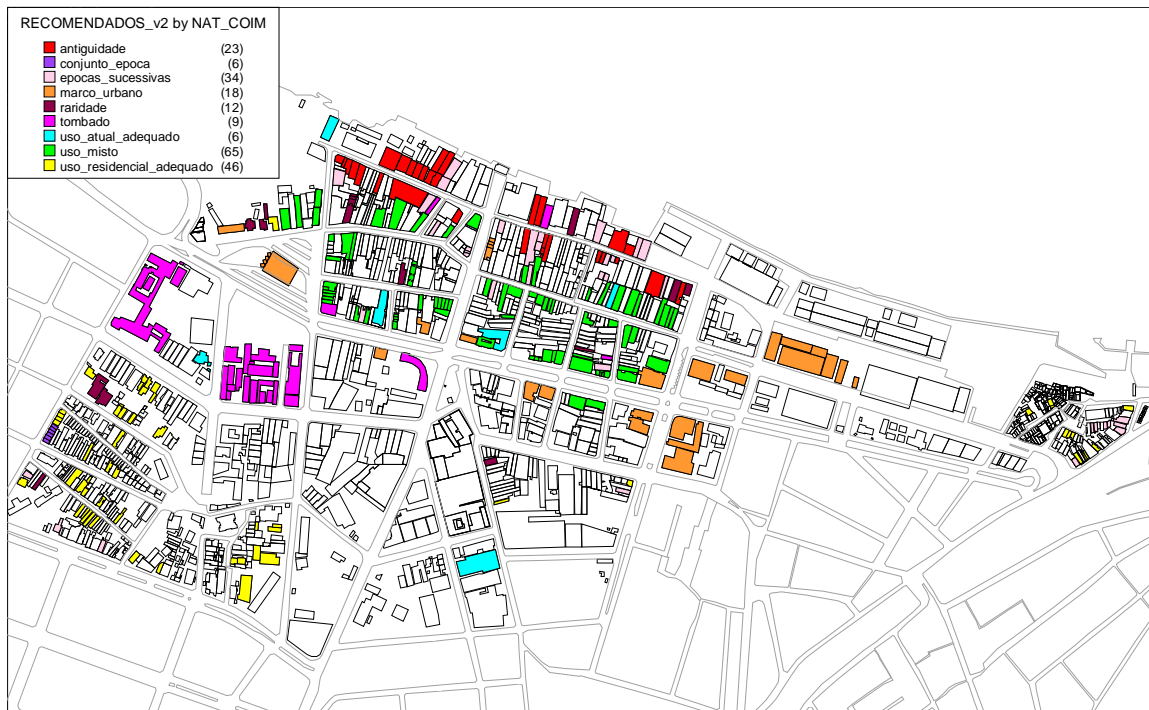 RECOMENDADOS_v2 by NAT_COIM
antiguidade (23)
conjunto_epoca (6)
epocas_sucessivas (34)
marco_urbano (18)
raridade (12)
tombado (9)
uso_atual_adequado (6)
uso_misto (65)
uso_residencial_adequado (46)